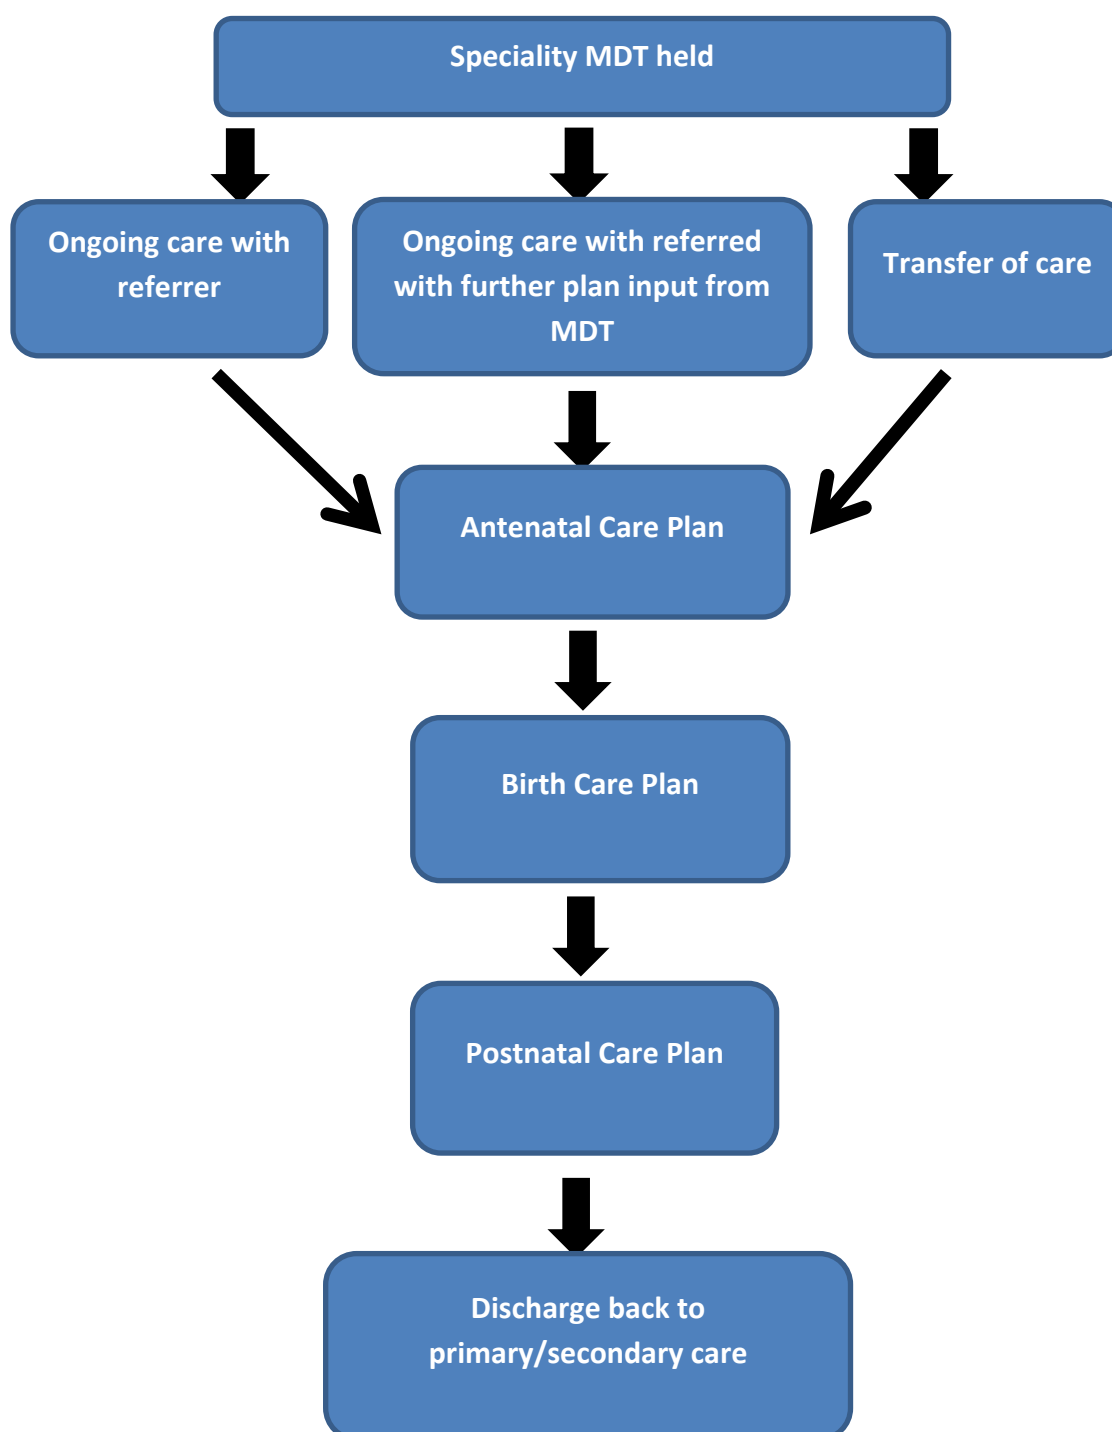 Speciality MDT held
Ongoing care with
referrer
Ongoing care with referred
with further plan input from
MDT
Transfer of care
Antenatal Care Plan
Birth Care Plan
Postnatal Care Plan
Discharge back to
primary/secondary care